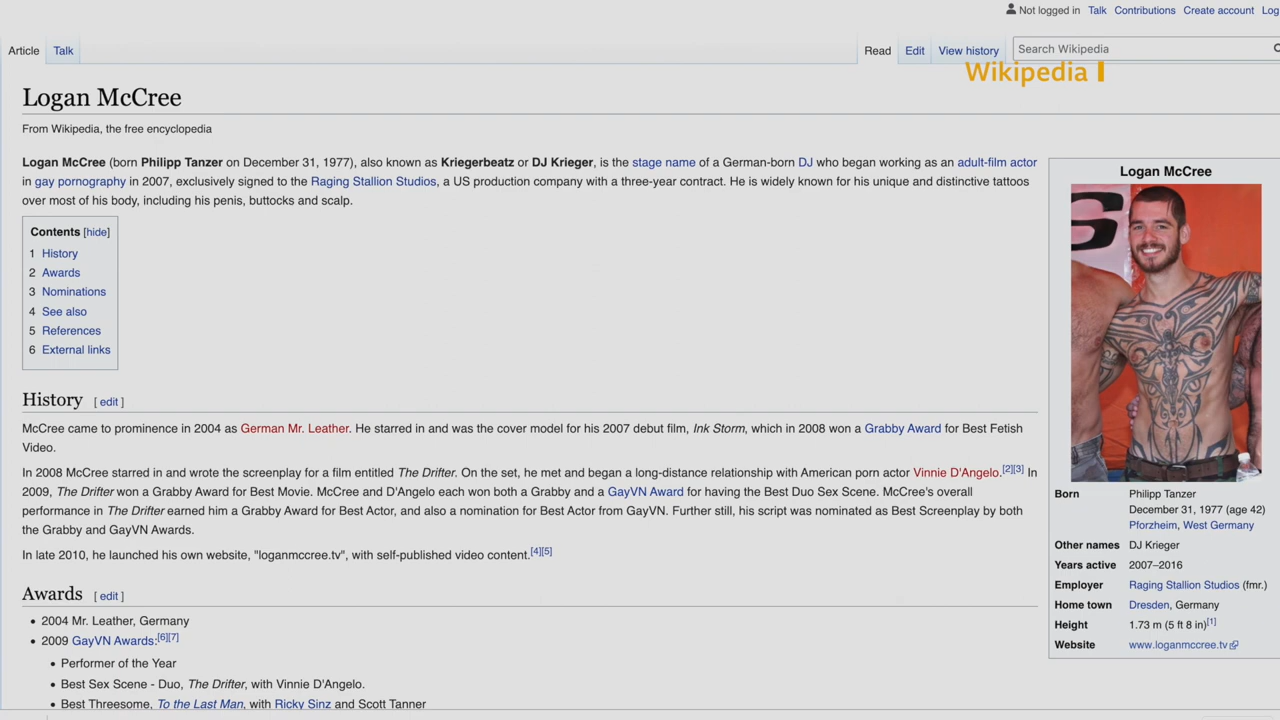 Not logged in Talk Contributions Create account Log
Article Talk Read Edit View history Search Wikipedia
Wikipedia
Logan McCree
From Wikipedia, the free encyclopedia
Logan McCree (born Philipp Tanzer on December 31, 1977), also known as Kriegerbeatz or DJ Krieger, is the stage name of a German-born DJ who began working as an adult-film actor
in gay pornography in 2007, exclusively signed to the Raging Stallion Studios, a US production company with a three-year contract. He is widely known for his unique and distinctive tattoos
over most of his body, including his penis, buttocks and scalp.
Contents [hide]
1 History
2 Awards
3 Nominations
4 See also
5 References
6 External links
History [ edit ]
McCree came to prominence in 2004 as German Mr. Leather. He starred in and was the cover model for his 2007 debut film, Ink Storm, which in 2008 won a Grabby Award for Best Fetish
Video.
In 2008 McCree starred in and wrote the screenplay for a film entitled The Drifter. On the set, he met and began a long-distance relationship with American porn actor Vinnie D'Angelo.[2][3] In
2009, The Drifter won a Grabby Award for Best Movie. McCree and D'Angelo each won both a Grabby and a GayVN Award for having the Best Duo Sex Scene. McCree's overall
performance in The Drifter earned him a Grabby Award for Best Actor, and also a nomination for Best Actor from GayVN. Further still, his script was nominated as Best Screenplay by both
the Grabby and GayVN Awards.
In late 2010, he launched his own website, "loganmccree.tv", with self-published video content.[4][5]
Awards [ edit ]
• 2004 Mr. Leather, Germany
• 2009 GayVN Awards:[6][7]
• Performer of the Year
• Best Sex Scene - Duo, The Drifter, with Vinnie D'Angelo.
• Best Threesome, To the Last Man, with Ricky Sinz and Scott Tanner
Logan McCree
S
Born Philipp Tanzer
December 31, 1977 (age 42)
Pforzheim, West Germany
Other names DJ Krieger
Years active 2007–2016
Employer Raging Stallion Studios (fmr.)
Home town Dresden, Germany
Height 1.73 m (5 ft 8 in)[1]
Website www.loganmccree.tv